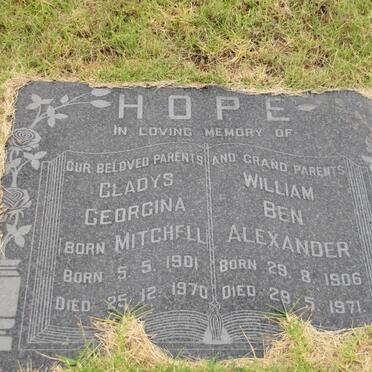 HOPE
IN LOVING MEMORY OF
OUR BELOVED PARENTS AND GRAND PARENTS
GLADYS
GEORGINA
BORN MITCHELL
BORN 5. 5. 1901
DIED 25. 12. 1970
WILLIAM
BEN
ALEXANDER
BORN 29. 8. 1906
DIED 28. 5. 1971